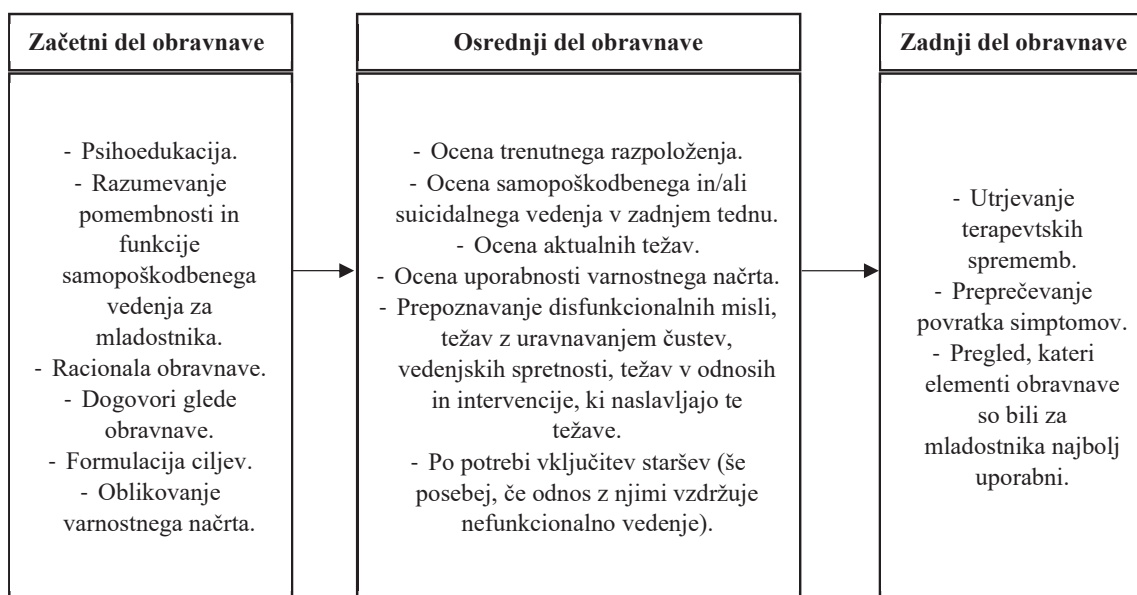 Začetni del obravnave
- Psihoedukacija.
- Razumevanje
pomembnosti in
funkcije
samopoškodbenega
vedenja za
mladostnika.
- Racionala obravnave.
- Dogovori glede
obravnave.
- Formulacija ciljev.
- Oblikovanje
varnostnega načrta.
Osrednji del obravnave
- Ocena trenutnega razpoloženja.
- Ocena samopoškodbenega in/ali
suicidalnega vedenja v zadnjem tednu.
- Ocena aktualnih težav.
- Ocena uporabnosti varnostnega načrta.
- Prepoznavanje disfunkcionalnih misli,
težav z uravnavanjem čustev,
vedenjskih spretnosti, težav v odnosih
in intervencije, ki naslavljajo te
težave.
- Po potrebi vključitev staršev (še
posebej, če odnos z njimi vzdržuje
nefunkcionalno vedenje).
Zadnji del obravnave
- Utrjevanje
terapevtskih
sprememb.
- Preprečevanje
povratka simptomov.
- Pregled, kateri
elementi obravnave
so bili za
mladostnika najbolj
uporabni.